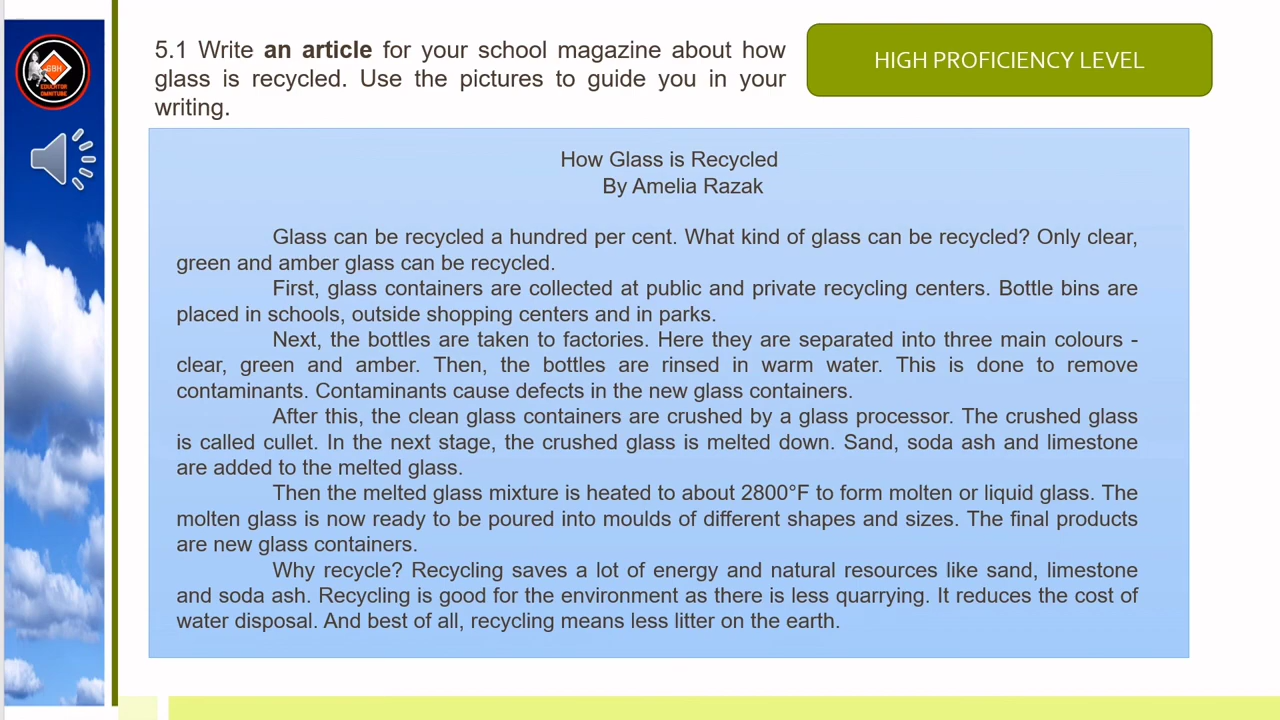 5.1 Write an article for your school magazine about how
glass is recycled. Use the pictures to guide you in your
writing.
HIGH PROFICIENCY LEVEL
GBH
EDUCATOR
OMNITUBE
How Glass is Recycled
By Amelia Razak
Glass can be recycled a hundred per cent. What kind of glass can be recycled? Only clear,
green and amber glass can be recycled.
First, glass containers are collected at public and private recycling centers. Bottle bins are
placed in schools, outside shopping centers and in parks.
Next, the bottles are taken to factories. Here they are separated into three main colours -
clear, green and amber. Then, the bottles are rinsed in warm water. This is done to remove
contaminants. Contaminants cause defects in the new glass containers.
After this, the clean glass containers are crushed by a glass processor. The crushed glass
is called cullet. In the next stage, the crushed glass is melted down. Sand, soda ash and limestone
are added to the melted glass.
Then the melted glass mixture is heated to about 2800°F to form molten or liquid glass. The
molten glass is now ready to be poured into moulds of different shapes and sizes. The final products
are new glass containers.
Why recycle? Recycling saves a lot of energy and natural resources like sand, limestone
and soda ash. Recycling is good for the environment as there is less quarrying. It reduces the cost of
water disposal. And best of all, recycling means less litter on the earth.